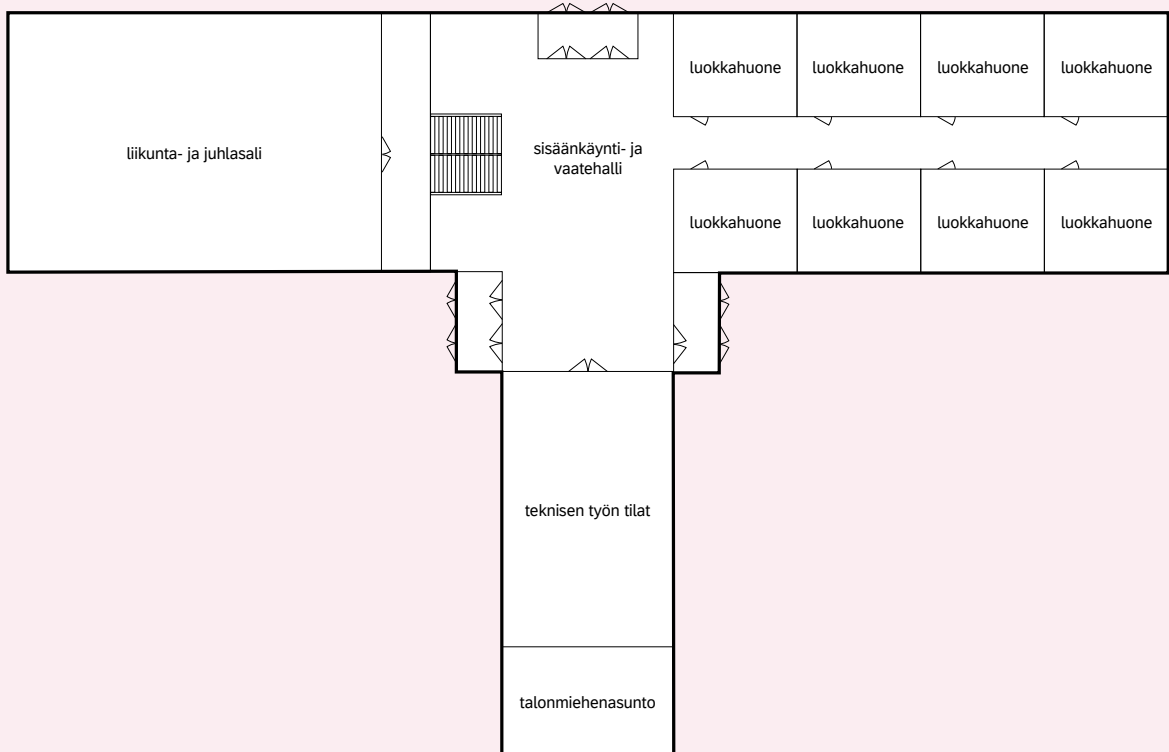 luokkahuone luokkahuone luokkahuone luokkahuone
liikunta- ja juhlasali
sisäänkäynti- ja
vaatehalli
luokkahuone luokkahuone luokkahuone luokkahuone
teknisen työn tilat
talonmiehenasunto